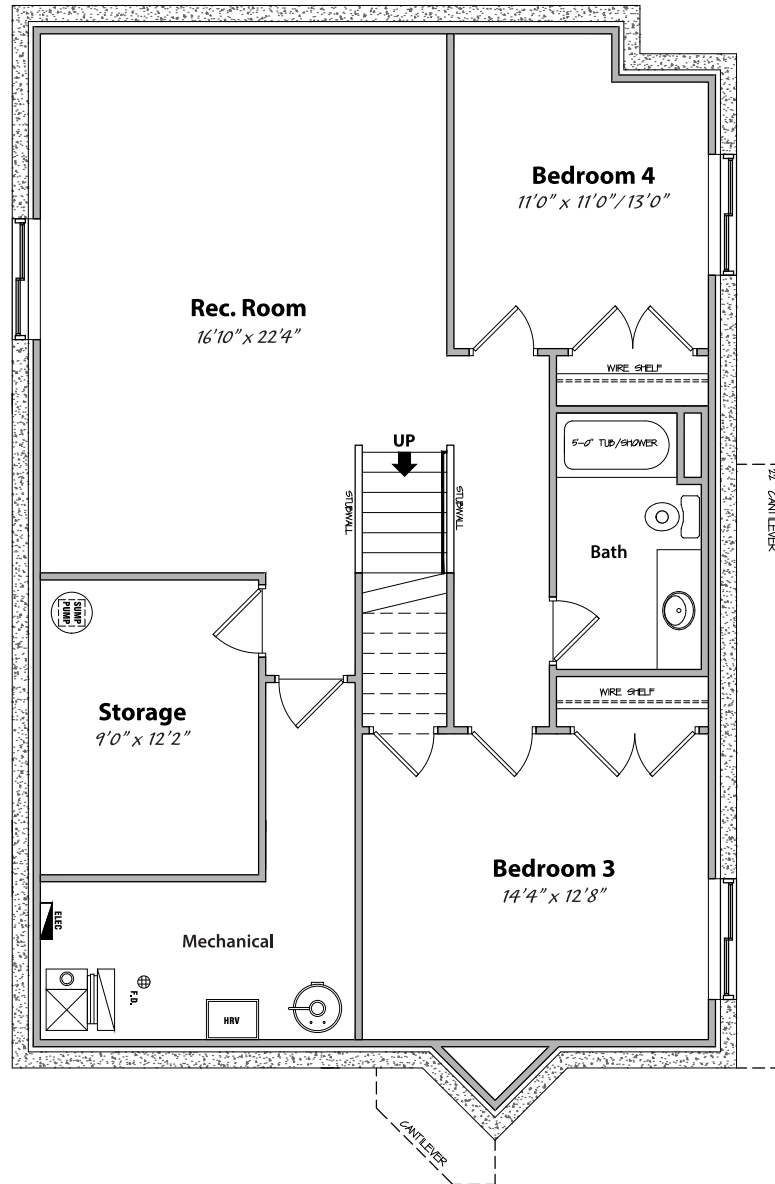 Bedroom 4
11'0" x 11'0"/13'0"
Rec. Room
16'10" x 22'4"
WIRE SHELF
UP
5'-0" TUB/SHOWER
STUDWALL
STUDWALL
22" CANTILEVER
Bath
SUMP
PUMP
WIRE SHELF
Storage
9'0" x 12'2"
Bedroom 3
14'4" x 12'8"
ELEC
Mechanical
F.D.
HRV
CANTILEVER